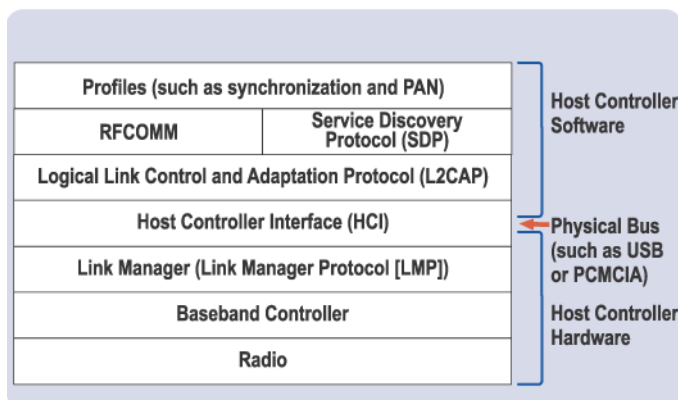 Profiles (such as synchronization and PAN)
RFCOMM
Service Discovery
Protocol (SDP)
Logical Link Control and Adaptation Protocol (L2CAP)
Host Controller Interface (HCI)
Link Manager (Link Manager Protocol [LMP])
Baseband Controller
Radio
Host Controller
Software
Physical Bus
(such as USB
or PCMCIA)
Host Controller
Hardware